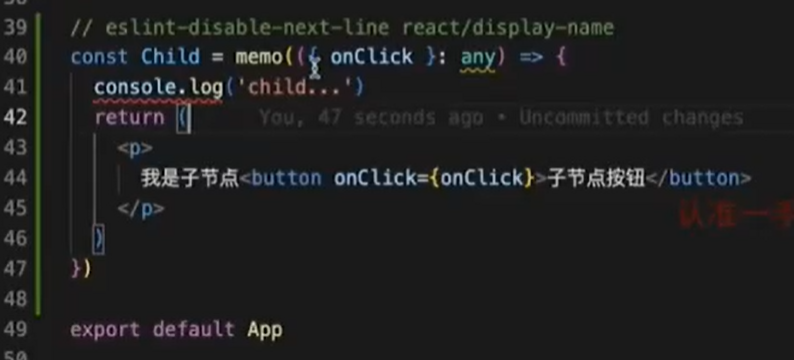 39 // eslint-disable-next-line react/display-name
40 const Child = memo(({ onClick }: any) => {
41 console.log('child...')
42 return ( You, 47 seconds ago • Uncommitted changes
43 <p>
44 我是子节点<button onClick={onClick}>子节点按钮</button>
45 </p>
46 )
47 })
48
49 export default App
50